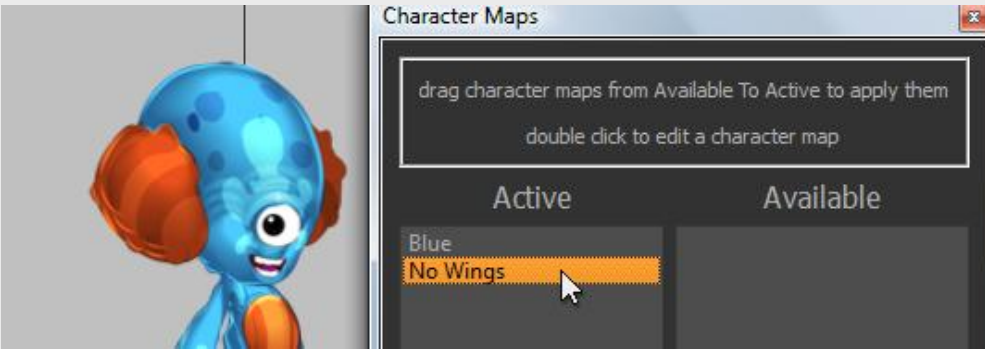 Character Maps
drag character maps from Available To Active to apply them
double click to edit a character map
Active
Available
Blue
No Wings